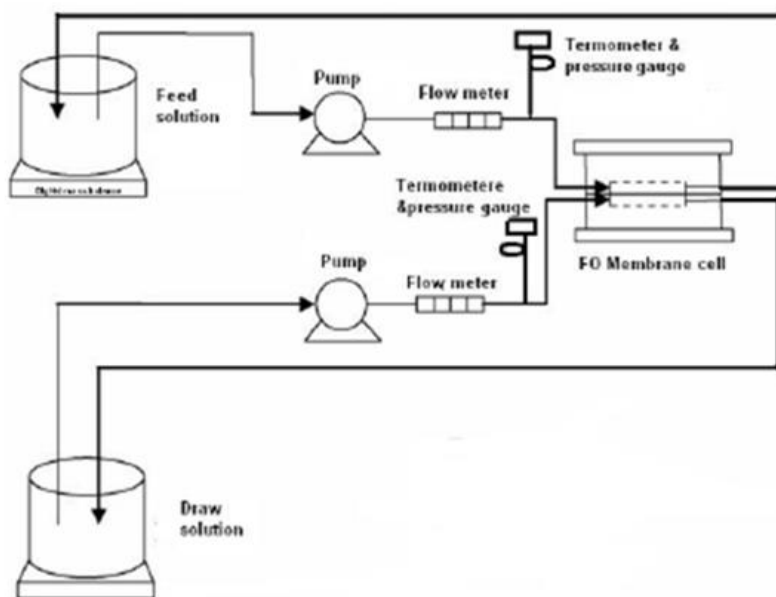 Termometer &
pressure gauge
Pump
Flow meter
Feed
solution
Termometere
&pressure gauge
FO Membrane cell
Pump
Flow meter
Draw
solution